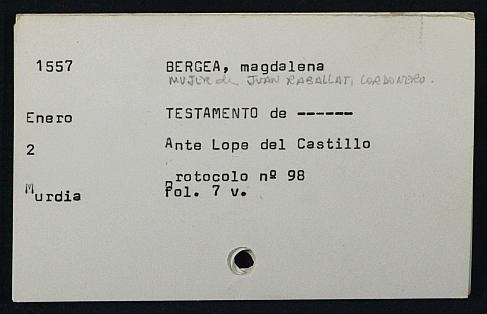 1557 BERGEA, magdalena
MUJER de JUAN RABALLAT, CORDONERO.
Enero TESTAMENTO de ------
2 Ante Lope del Castillo
Protocolo nº 98
Murdia Fol. 7 v.